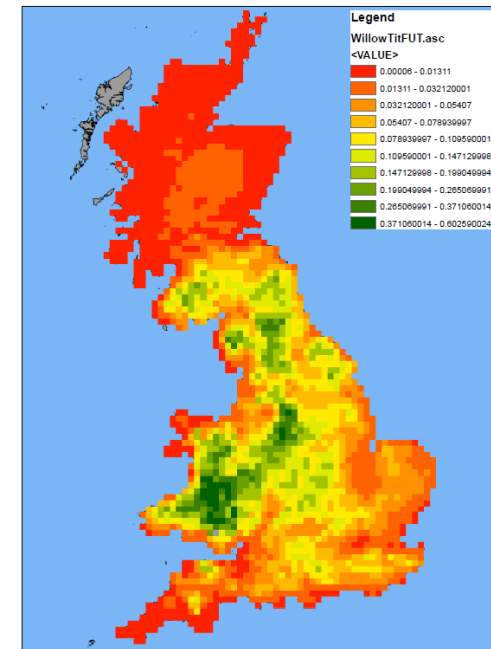 Legend
WillowTitFUT.asc
<VALUE>
0.00006 - 0.01311
0.01311 - 0.032120001
0.032120001 - 0.05407
0.05407 - 0.078939997
0.078939997 - 0.109590001
0.109590001 - 0.147129998
0.147129998 - 0.199049994
0.199049994 - 0.265069991
0.265069991 - 0.371060014
0.371060014 - 0.602590024